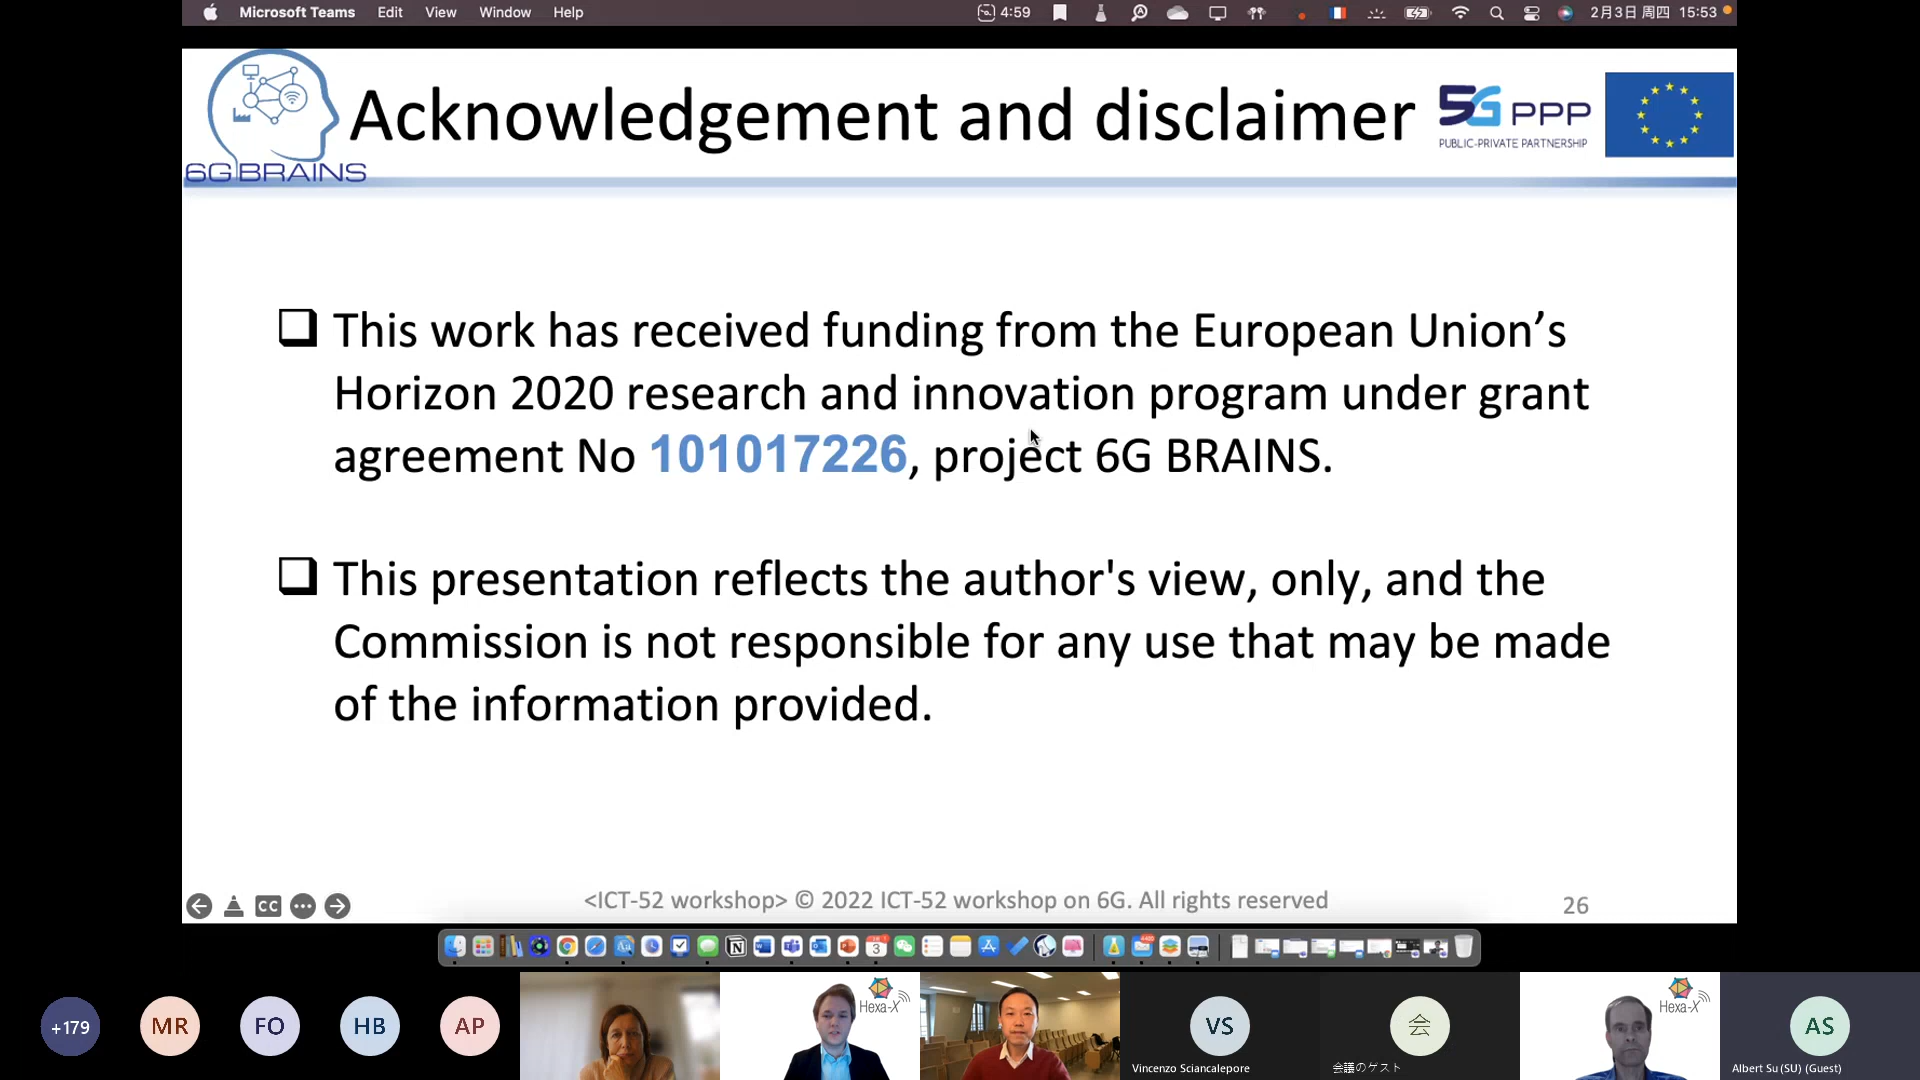 Microsoft Teams Edit View Window Help 4:59 2月3日 周四 15:53
Acknowledgement and disclaimer
6G BRAINS
5G PPP
PUBLIC-PRIVATE PARTNERSHIP
This work has received funding from the European Union’s
Horizon 2020 research and innovation program under grant
agreement No 101017226, project 6G BRAINS.
This presentation reflects the author's view, only, and the
Commission is not responsible for any use that may be made
of the information provided.
CC
<ICT-52 workshop> © 2022 ICT-52 workshop on 6G. All rights reserved
26
+179
MR
FO
HB
AP
Hexa-X
VS
Vincenzo Sciancalepore
会
会議のゲスト
Hexa-X
AS
Albert Su (SU) (Guest)